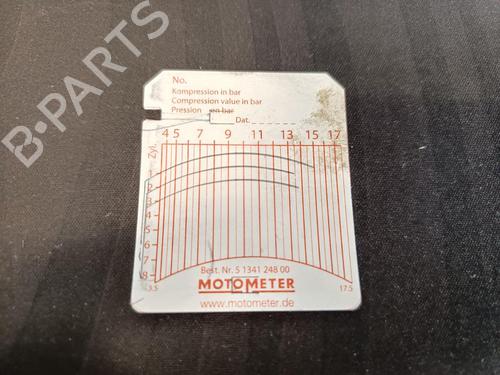 B-PARTS
No.
Kompression in bar
Compression value in bar
Pression en bar
Dat.
4 5 7 9 11 13 15 17
Zyl.
1
2
3
4
5
6
7
8
3.5 17.5
Best. Nr. 5 1341 248 00
MOTOMETER
www.motometer.de